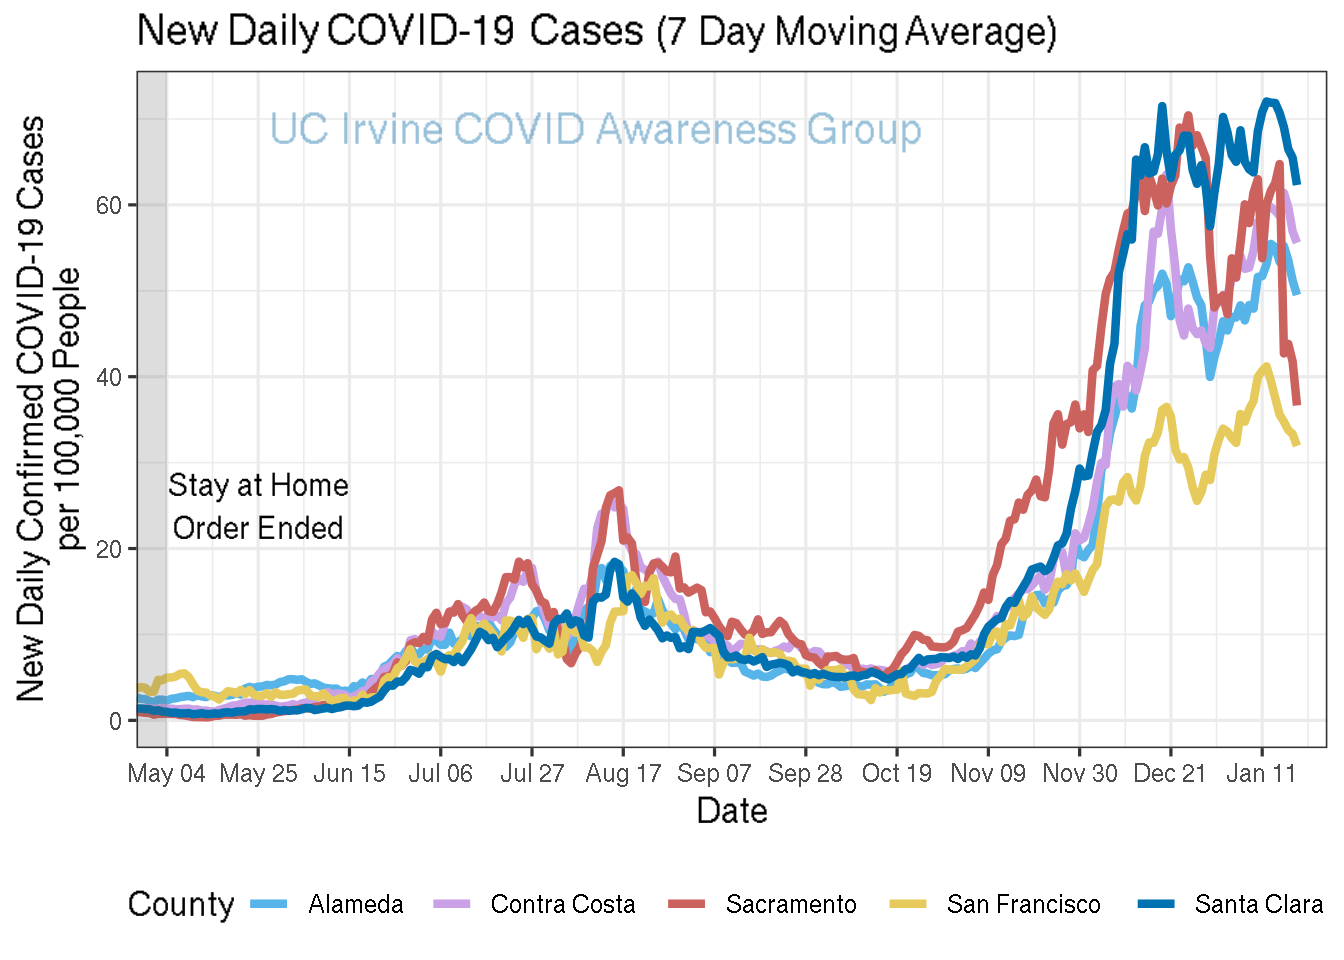 New Daily COVID-19 Cases (7 Day Moving Average)
UC Irvine COVID Awareness Group
New Daily Confirmed COVID-19 Cases
per 100,000 People
60
40
20
0
Stay at Home
Order Ended
May 04 May 25 Jun 15 Jul 06 Jul 27 Aug 17 Sep 07 Sep 28 Oct 19 Nov 09 Nov 30 Dec 21 Jan 11
Date
County Alameda Contra Costa Sacramento San Francisco Santa Clara